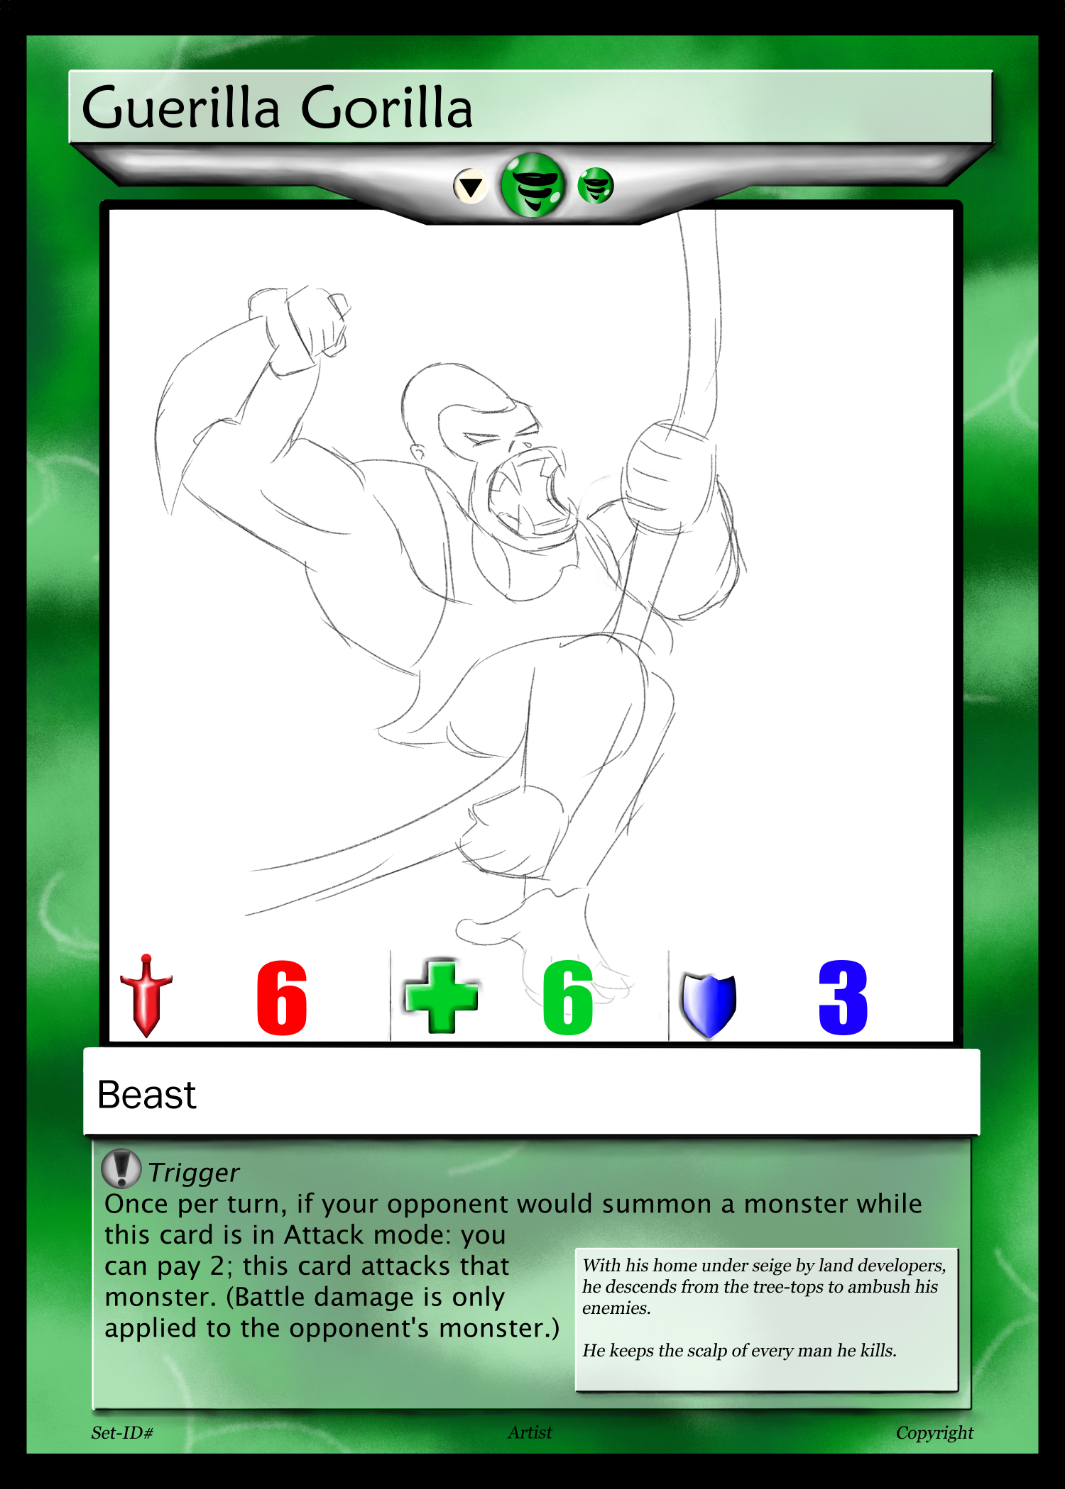 Guerilla Gorilla
6
6
3
Beast
Trigger
Once per turn, if your opponent would summon a monster while
this card is in Attack mode: you
can pay 2; this card attacks that
monster. (Battle damage is only
applied to the opponent's monster.)
With his home under seige by land developers,
he descends from the tree-tops to ambush his
enemies.
He keeps the scalp of every man he kills.
Set-ID#
Artist
Copyright